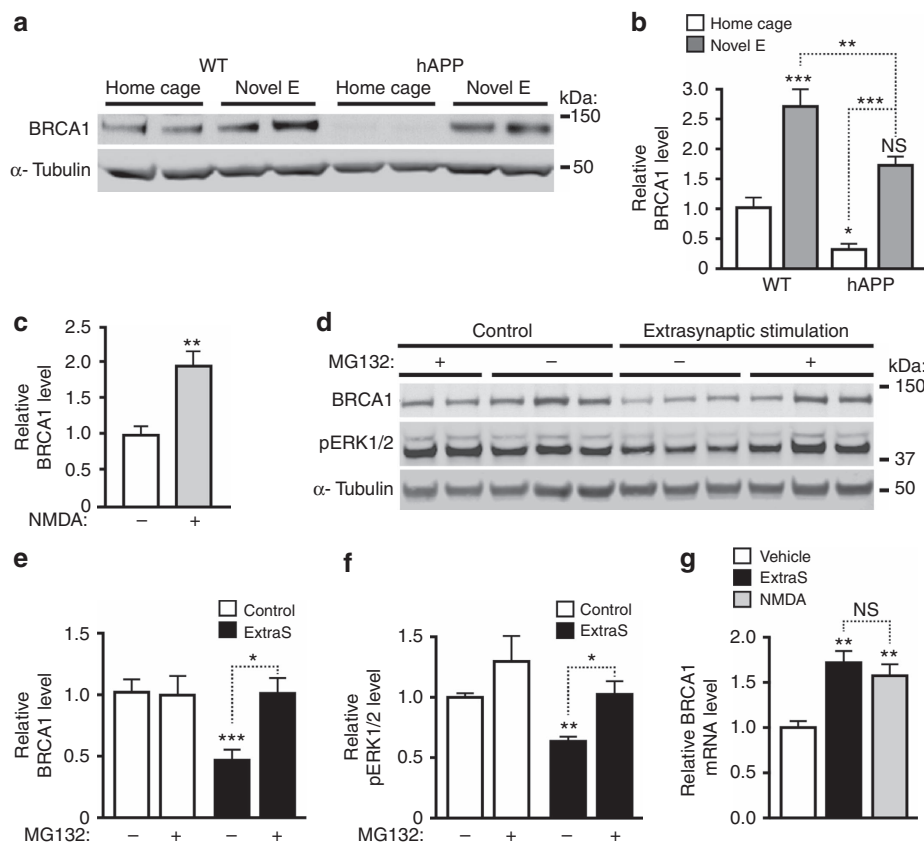 a
WT hAPP
Home cage Novel E Home cage Novel E kDa:
BRCA1 150
α- Tubulin 50
b
Home cage
Novel E
**
***
***
NS
*
3.0
2.5
2.0
1.5
1.0
0.5
0
Relative
BRCA1 level
WT hAPP
c
2.5
2.0
1.5
1.0
0.5
0
Relative
BRCA1 level
**
NMDA: – +
d
Control Extrasynaptic stimulation
MG132: + – – + kDa:
BRCA1 150
pERK1/2 37
α- Tubulin 50
e
Control
ExtraS
1.5
1.0
0.5
0
Relative
BRCA1 level
*
***
MG132: – + – +
f
Control
ExtraS
1.5
1.0
0.5
0
Relative
pERK1/2 level
*
**
MG132: – + – +
g
Vehicle
ExtraS
NMDA
NS
** **
2.0
1.5
1.0
0.5
0.0
Relative BRCA1
mRNA level